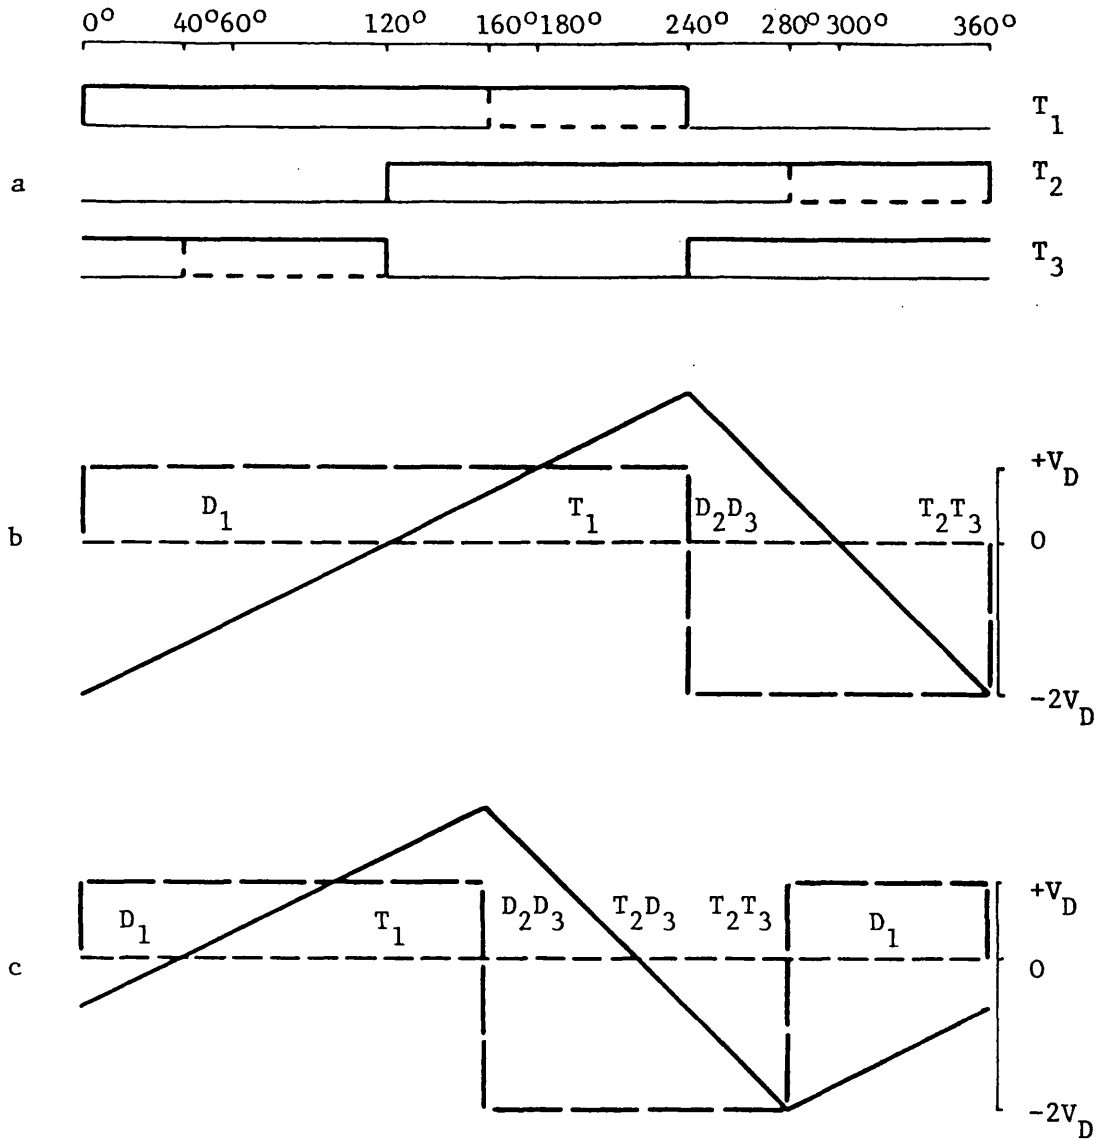 0° 40°60° 120° 160°180° 240° 280°300° 360°
T1
a T2
T3
+VD
D1 T1 D2D3 T2T3
b 0
-2VD
+VD
D1 T1 D2D3 T2D3 T2T3 D1
c 0
-2VD